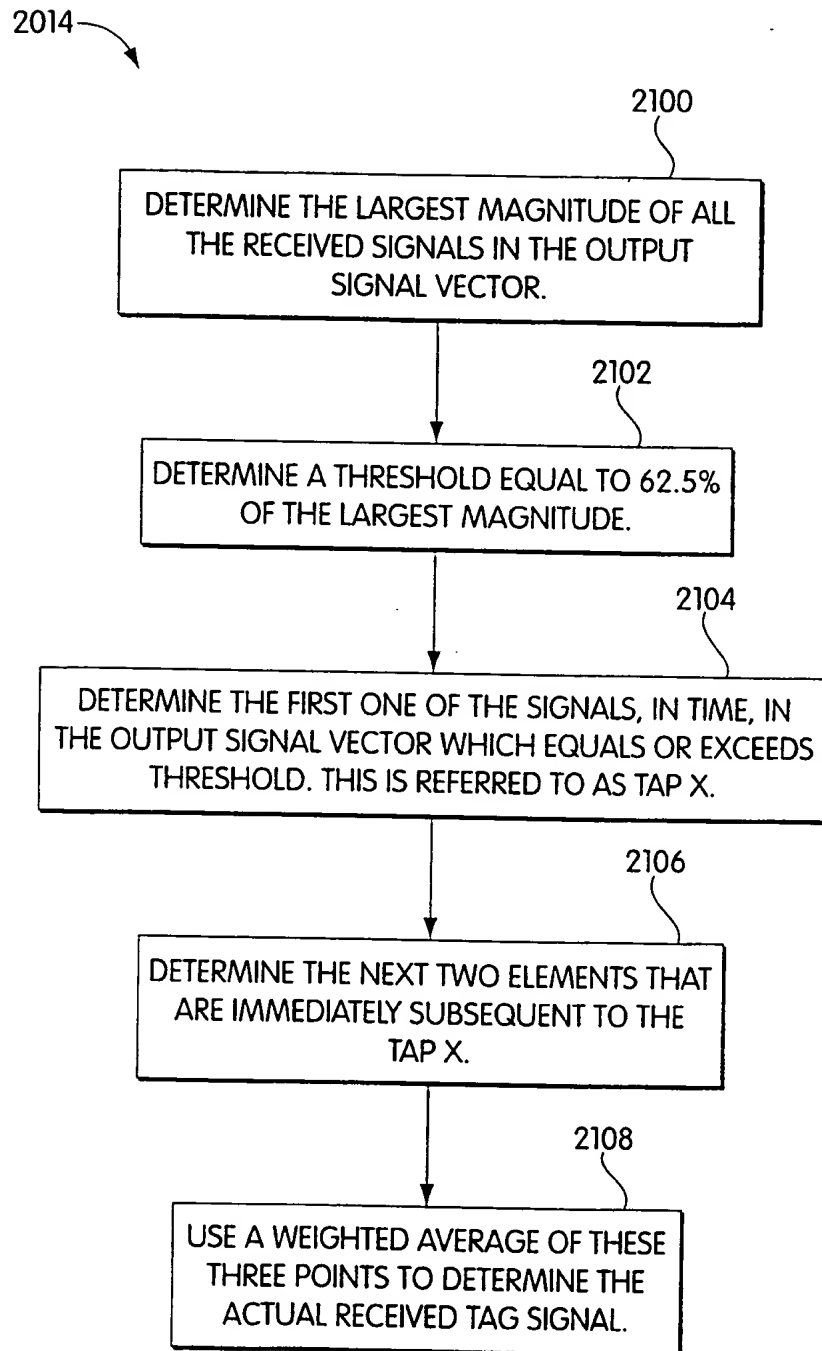 2014
2100
DETERMINE THE LARGEST MAGNITUDE OF ALL
THE RECEIVED SIGNALS IN THE OUTPUT
SIGNAL VECTOR.
2102
DETERMINE A THRESHOLD EQUAL TO 62.5%
OF THE LARGEST MAGNITUDE.
2104
DETERMINE THE FIRST ONE OF THE SIGNALS, IN TIME, IN
THE OUTPUT SIGNAL VECTOR WHICH EQUALS OR EXCEEDS
THRESHOLD. THIS IS REFERRED TO AS TAP X.
2106
DETERMINE THE NEXT TWO ELEMENTS THAT
ARE IMMEDIATELY SUBSEQUENT TO THE
TAP X.
2108
USE A WEIGHTED AVERAGE OF THESE
THREE POINTS TO DETERMINE THE
ACTUAL RECEIVED TAG SIGNAL.